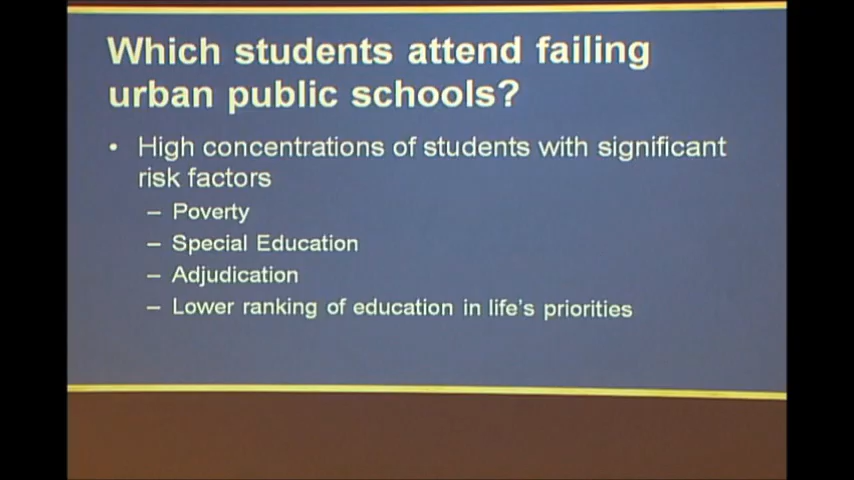 Which students attend failing
urban public schools?
• High concentrations of students with significant
risk factors
– Poverty
– Special Education
– Adjudication
– Lower ranking of education in life's priorities